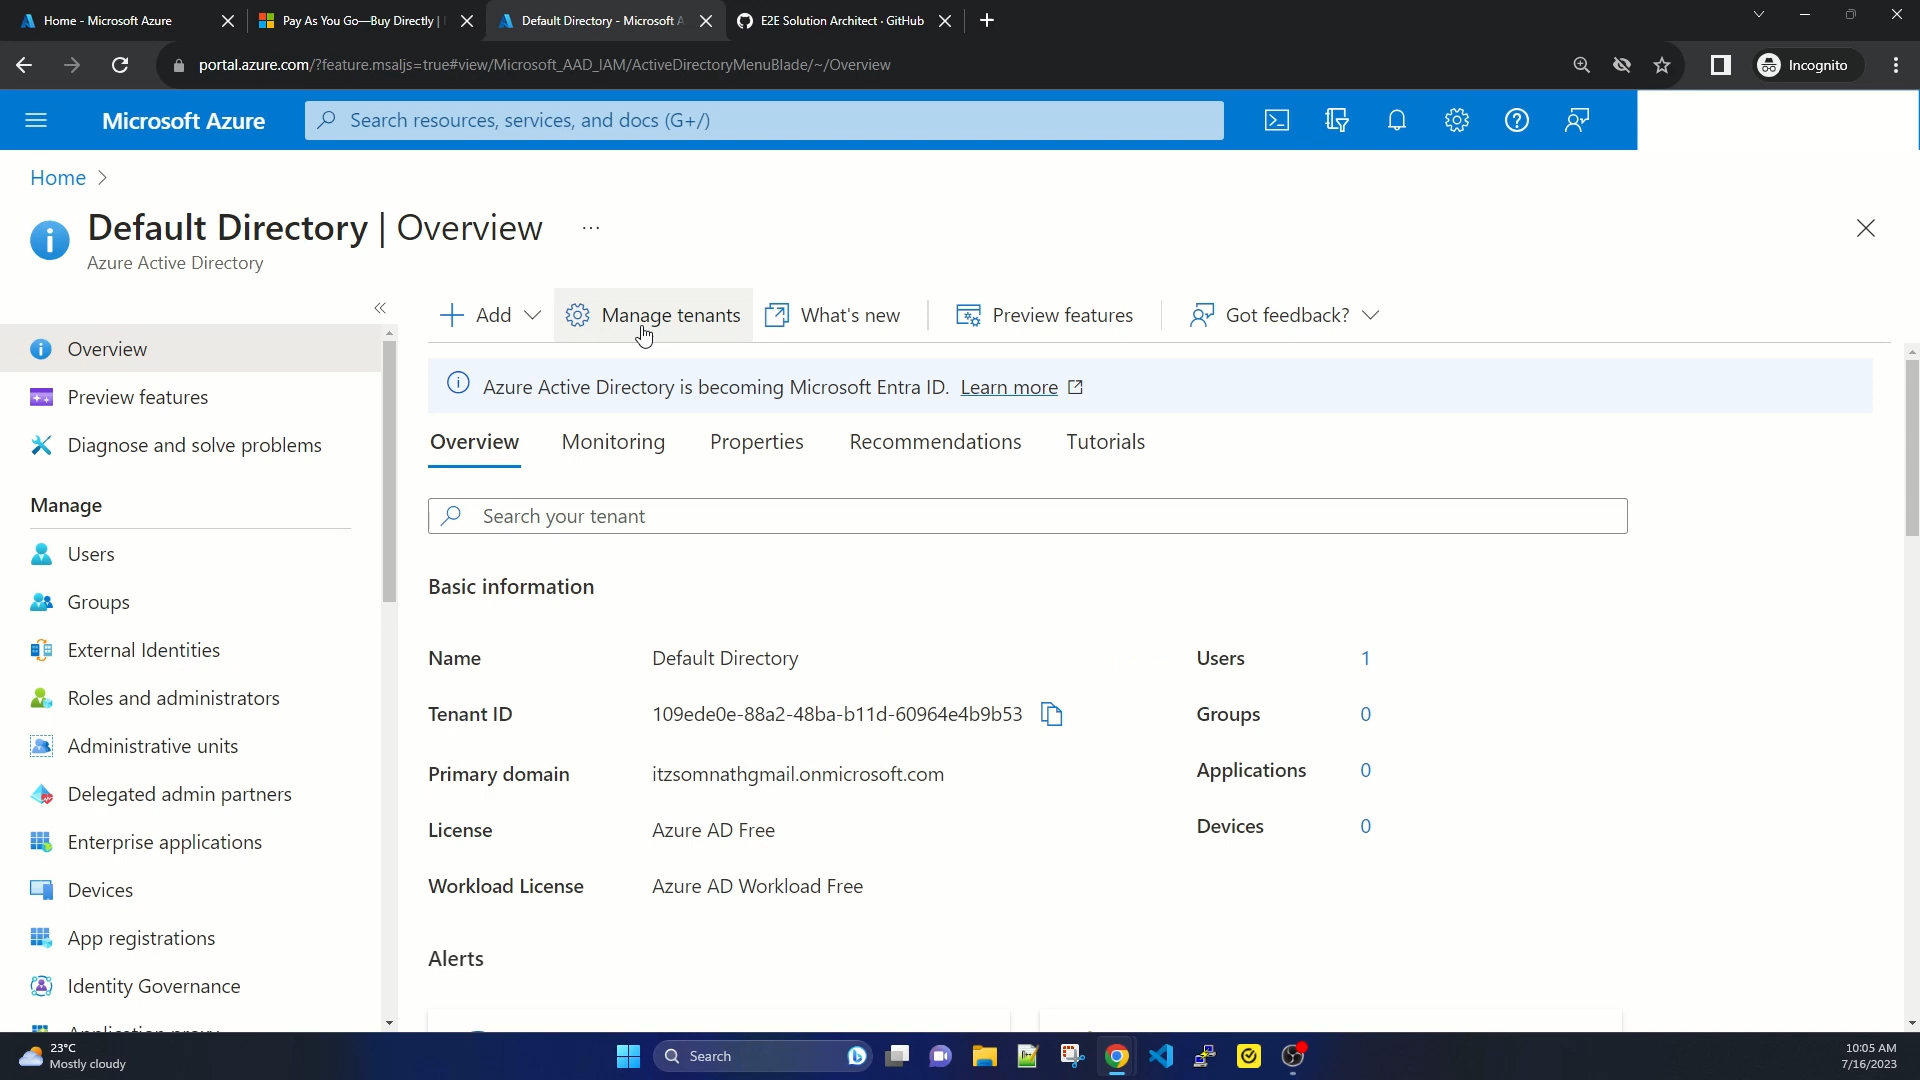 Home - Microsoft Azure
Pay As You Go—Buy Directly |
Default Directory - Microsoft A
E2E Solution Architect · GitHub
portal.azure.com/?feature.msaljs=true#view/Microsoft_AAD_IAM/ActiveDirectoryMenuBlade/~/Overview
Incognito
Microsoft Azure
Search resources, services, and docs (G+/)
Home
Default Directory | Overview ...
Azure Active Directory
Add
Manage tenants
What's new
Preview features
Got feedback?
Overview
Preview features
Diagnose and solve problems
Manage
Users
Groups
External Identities
Roles and administrators
Administrative units
Delegated admin partners
Enterprise applications
Devices
App registrations
Identity Governance
Application proxy
Azure Active Directory is becoming Microsoft Entra ID. Learn more
Overview
Monitoring
Properties
Recommendations
Tutorials
Search your tenant
Basic information
Name Default Directory
Tenant ID 109ede0e-88a2-48ba-b11d-60964e4b9b53
Primary domain itzsomnathgmail.onmicrosoft.com
License Azure AD Free
Workload License Azure AD Workload Free
Users 1
Groups 0
Applications 0
Devices 0
Alerts
23°C
Mostly cloudy
Search
10:05 AM
7/16/2023